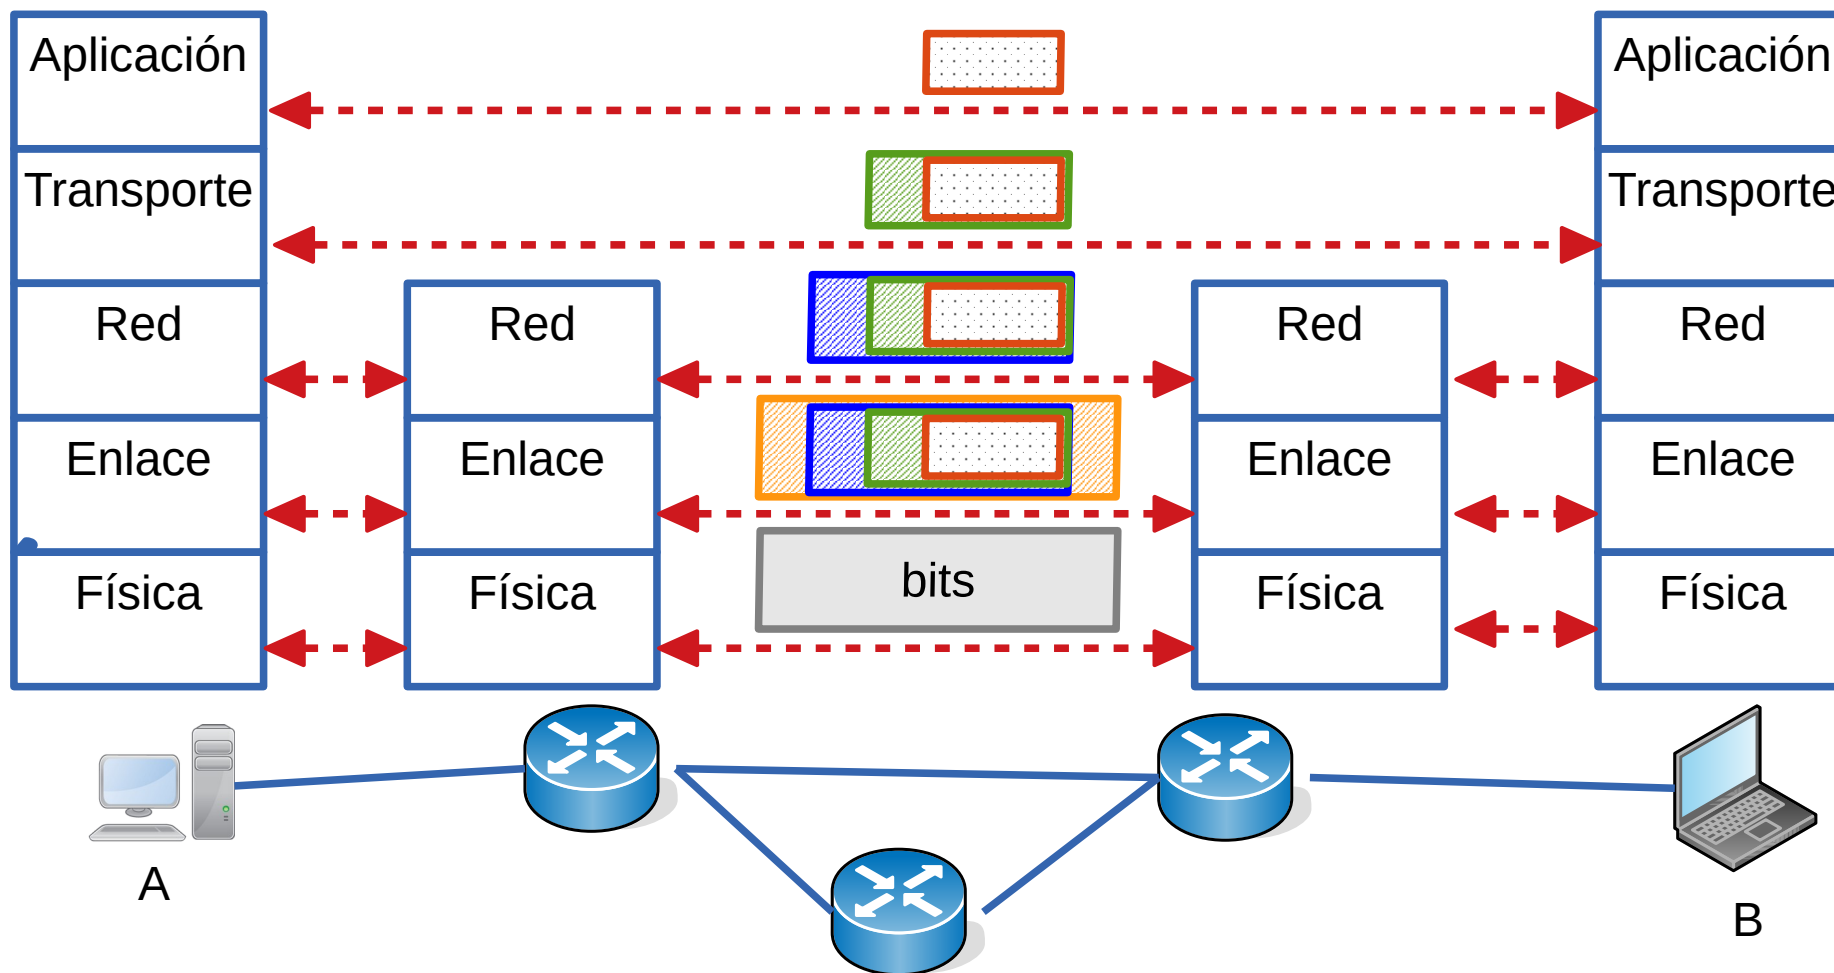 Aplicación
Aplicación
Transporte
Transporte
Red
Red
Red
Red
Enlace
Enlace
Enlace
Enlace
bits
Física
Física
Física
Física
A
B